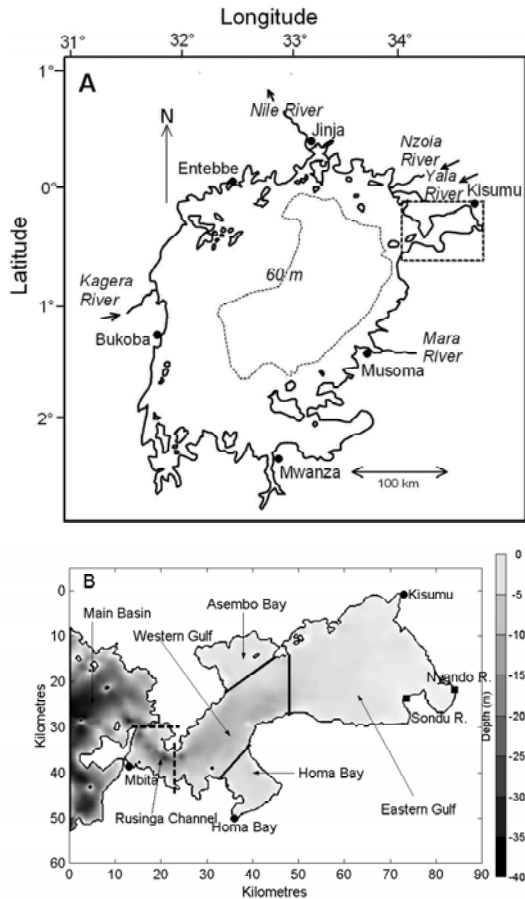 Longitude
31° 32° 33° 34°
1°
A
Nile River
Jinja
N
Nzoia
River
Entebbe
Yala
River
Kisumu
0°
Latitude
60 m
Kagera
River
1°
Bukoba
Mara
River
Musoma
2°
Mwanza
100 km
B
0
Kisumu
Main Basin
Asembo Bay
10
Western Gulf
20
Nyando R.
Sondu R.
Kilometres
30
40
Mbita
Homa Bay
Eastern Gulf
Rusinga Channel
50
Homa Bay
60
0 10 20 30 40 50 60 70 80 90
Kilometres
0
-5
-10
-15
-20
-25
-30
-35
-40
Depth (m)